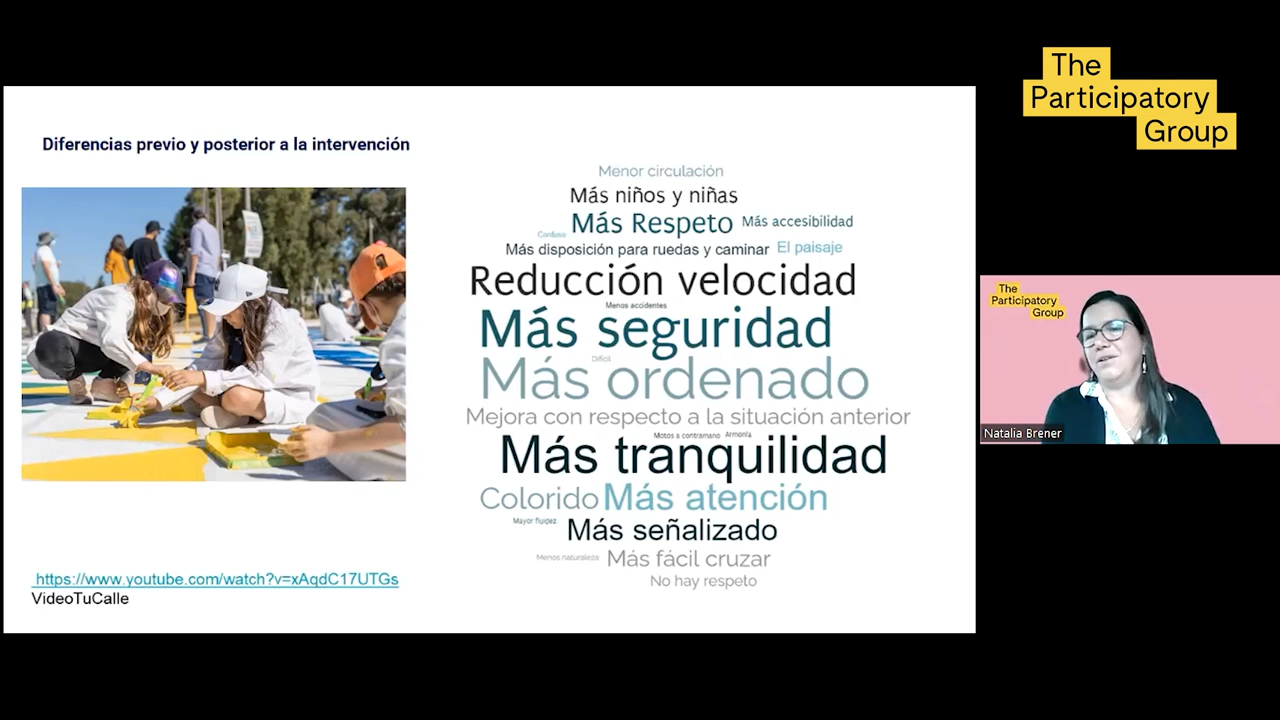 The
Participatory
Group
Diferencias previo y posterior a la intervención
Menor circulación
Más niños y niñas
Más Respeto
Más accesibilidad
Confuso
Más disposición para ruedas y caminar
El paisaje
Reducción velocidad
Menos accidentes
Más seguridad
Difícil
Más ordenado
Mejora con respecto a la situación anterior
Motos a contramano
Armonía
Más tranquilidad
Colorido
Más atención
Mayor fluidez
Más señalizado
Menos naturaleza
Más fácil cruzar
No hay respeto
https://www.youtube.com/watch?v=xAqdC17UTGs
VideoTuCalle
The
Participatory
Group
Natalia Brener